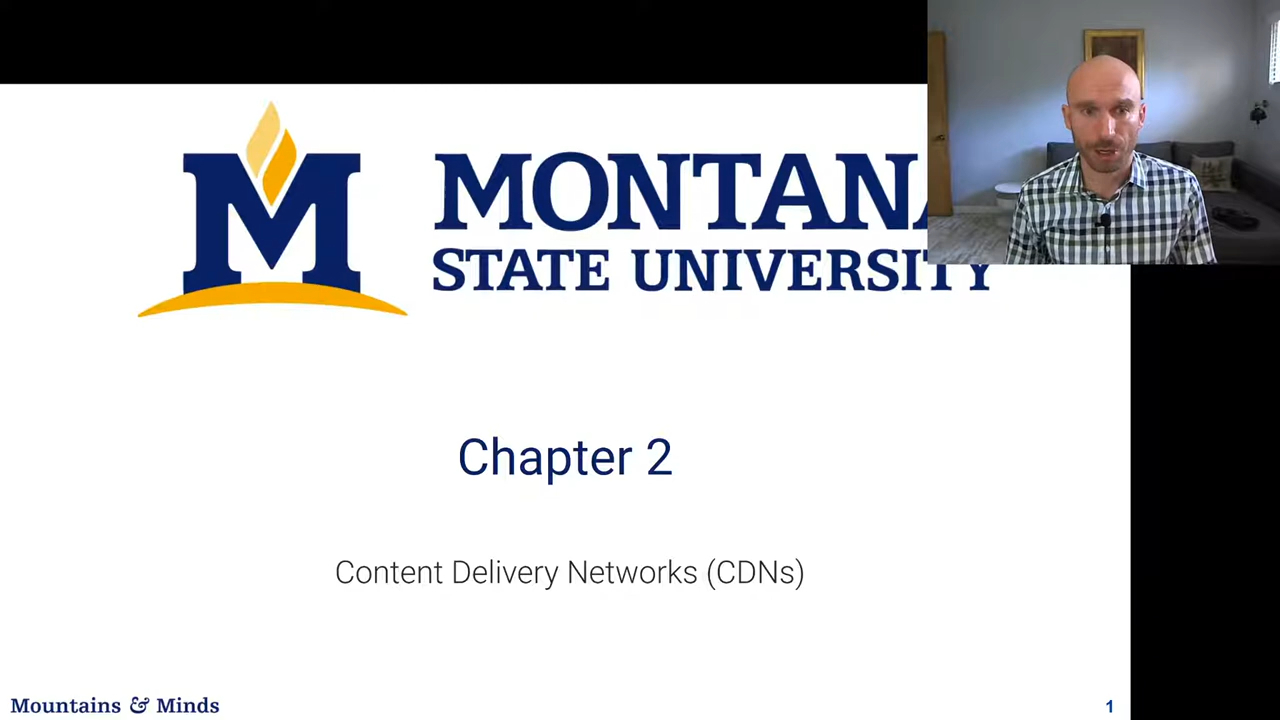 M
MONTANA
STATE UNIVERSITY
Chapter 2
Content Delivery Networks (CDNs)
Mountains & Minds
1